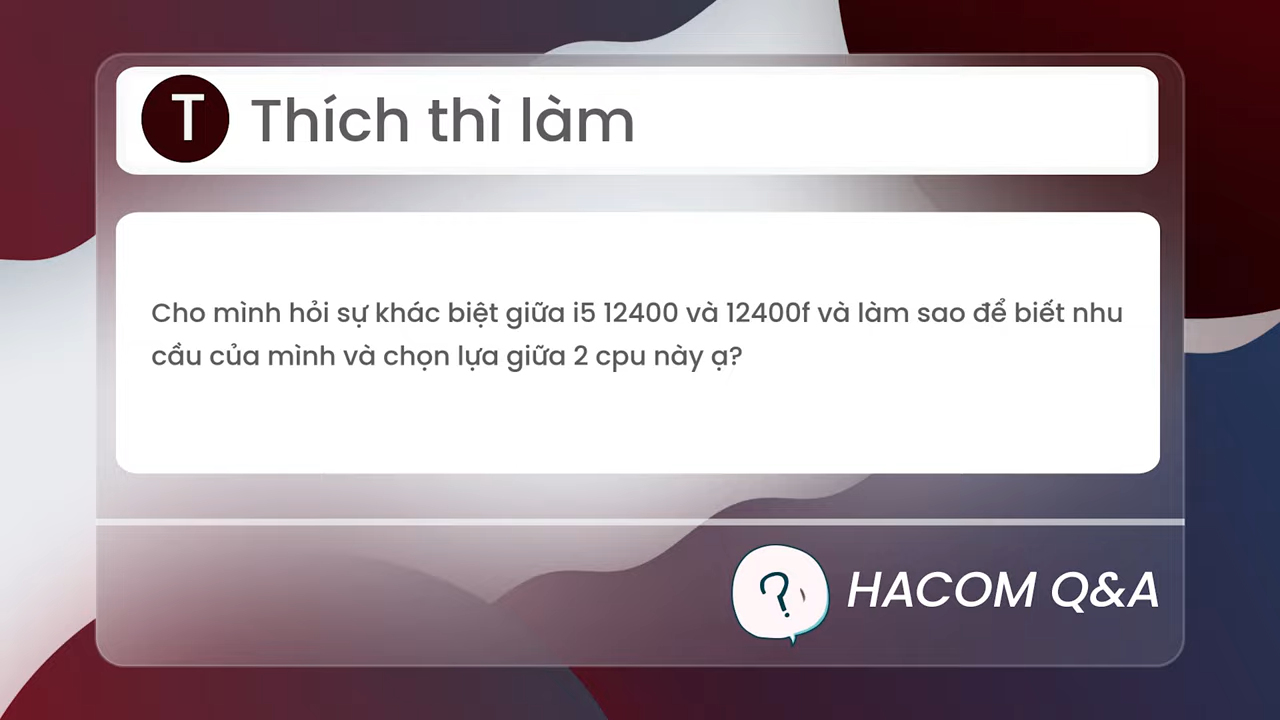 T
Thích thì làm
Cho mình hỏi sự khác biệt giữa i5 12400 và 12400f và làm sao để biết nhu
cầu của mình và chọn lựa giữa 2 cpu này ạ?
?
HACOM Q&A